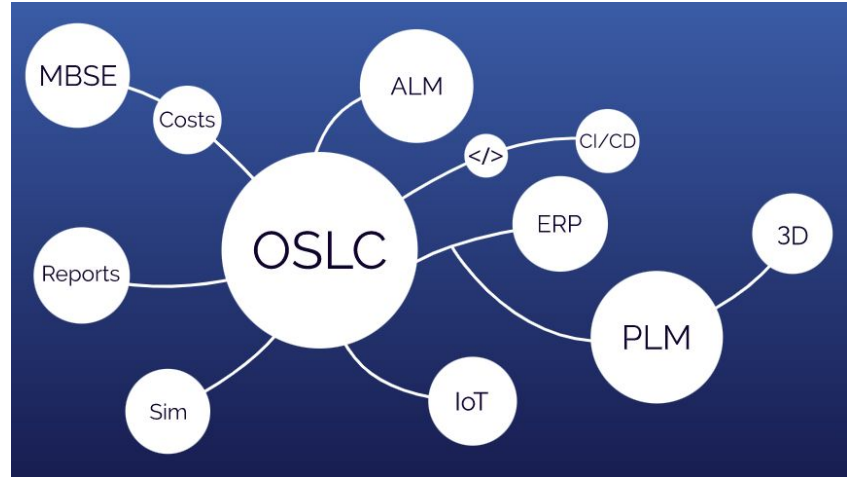 MBSE
Costs
ALM
</>
CI/CD
OSLC
ERP
3D
Reports
PLM
Sim
IoT